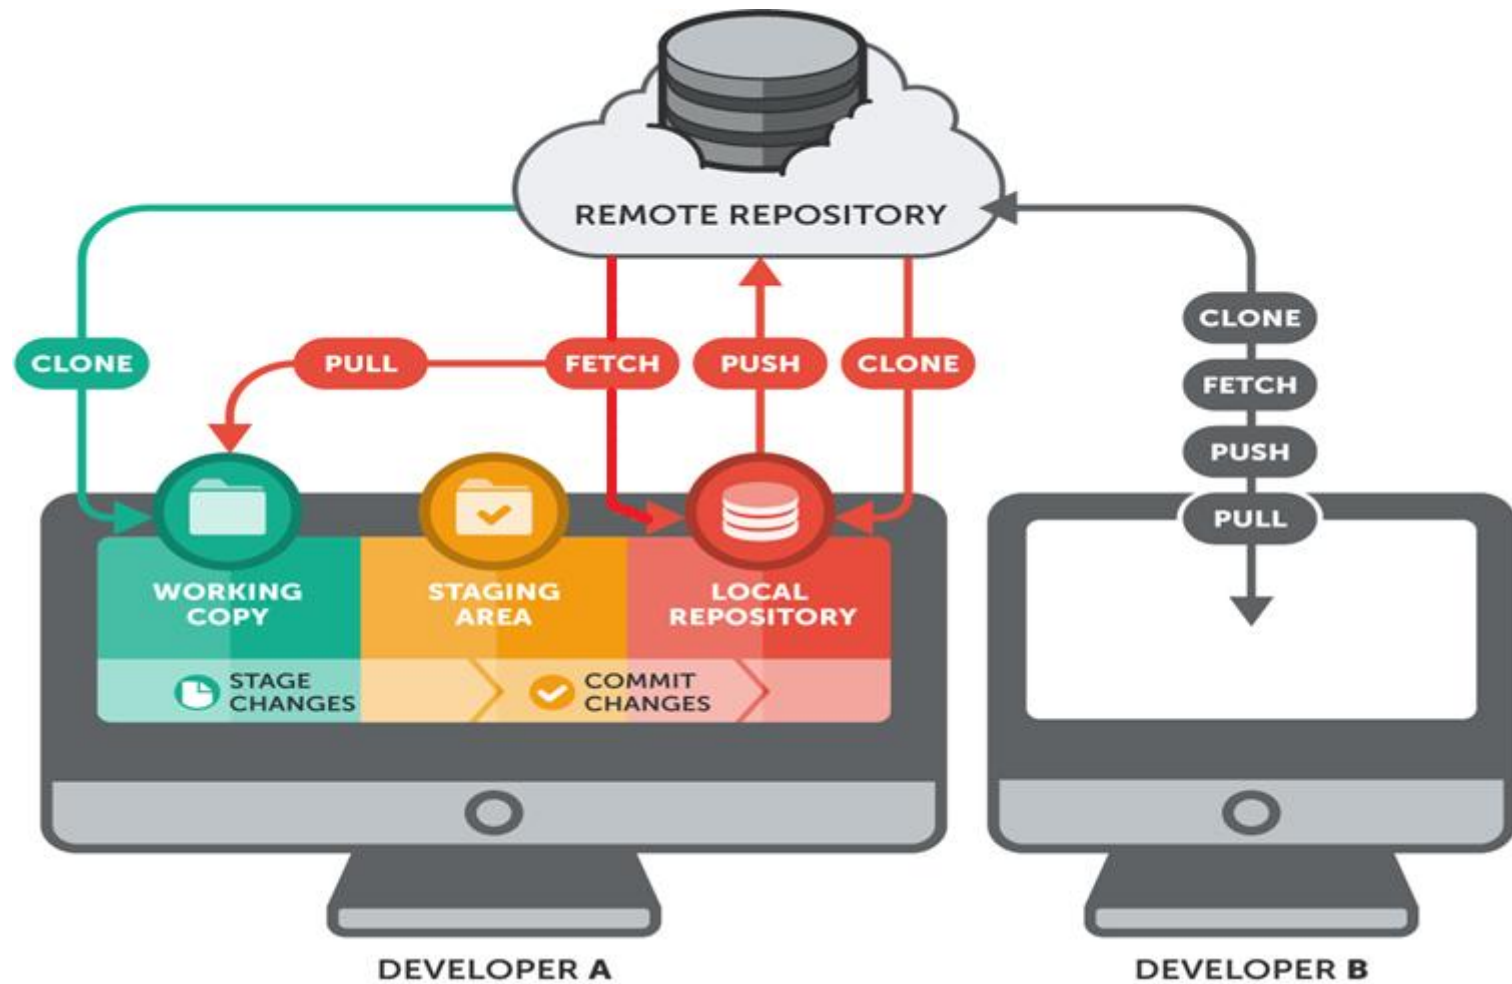 REMOTE REPOSITORY
CLONE
PULL
FETCH
PUSH
CLONE
CLONE
FETCH
PUSH
PULL
WORKING
COPY
STAGING
AREA
LOCAL
REPOSITORY
STAGE
CHANGES
COMMIT
CHANGES
DEVELOPER A
DEVELOPER B